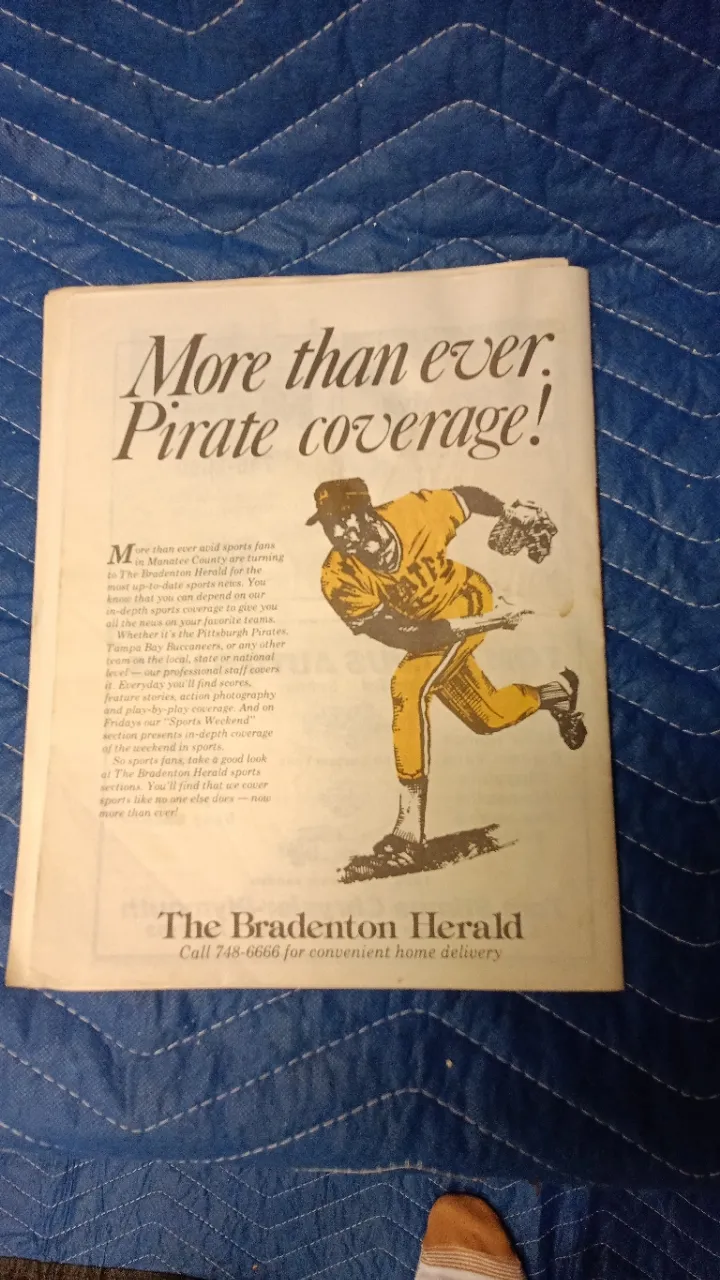 More than ever.
Pirate coverage!
More than ever avid sports fans
in Manatee County are turning
to The Bradenton Herald for the
most up-to-date sports news. You
know that you can depend on our
in-depth sports coverage to give you
all the news on your favorite teams.
Whether it's the Pittsburgh Pirates,
Tampa Bay Buccaneers, or any other
team on the local, state or national
level — our professional staff covers
it. Everyday you'll find scores,
feature stories, action photography
and play-by-play coverage. And on
Fridays our "Sports Weekend"
section presents in-depth coverage
of the weekend in sports.
So sports fans, take a good look
at The Bradenton Herald sports
sections. You'll find that we cover
sports like no one else does — now
more than ever!
The Bradenton Herald
Call 748-6666 for convenient home delivery